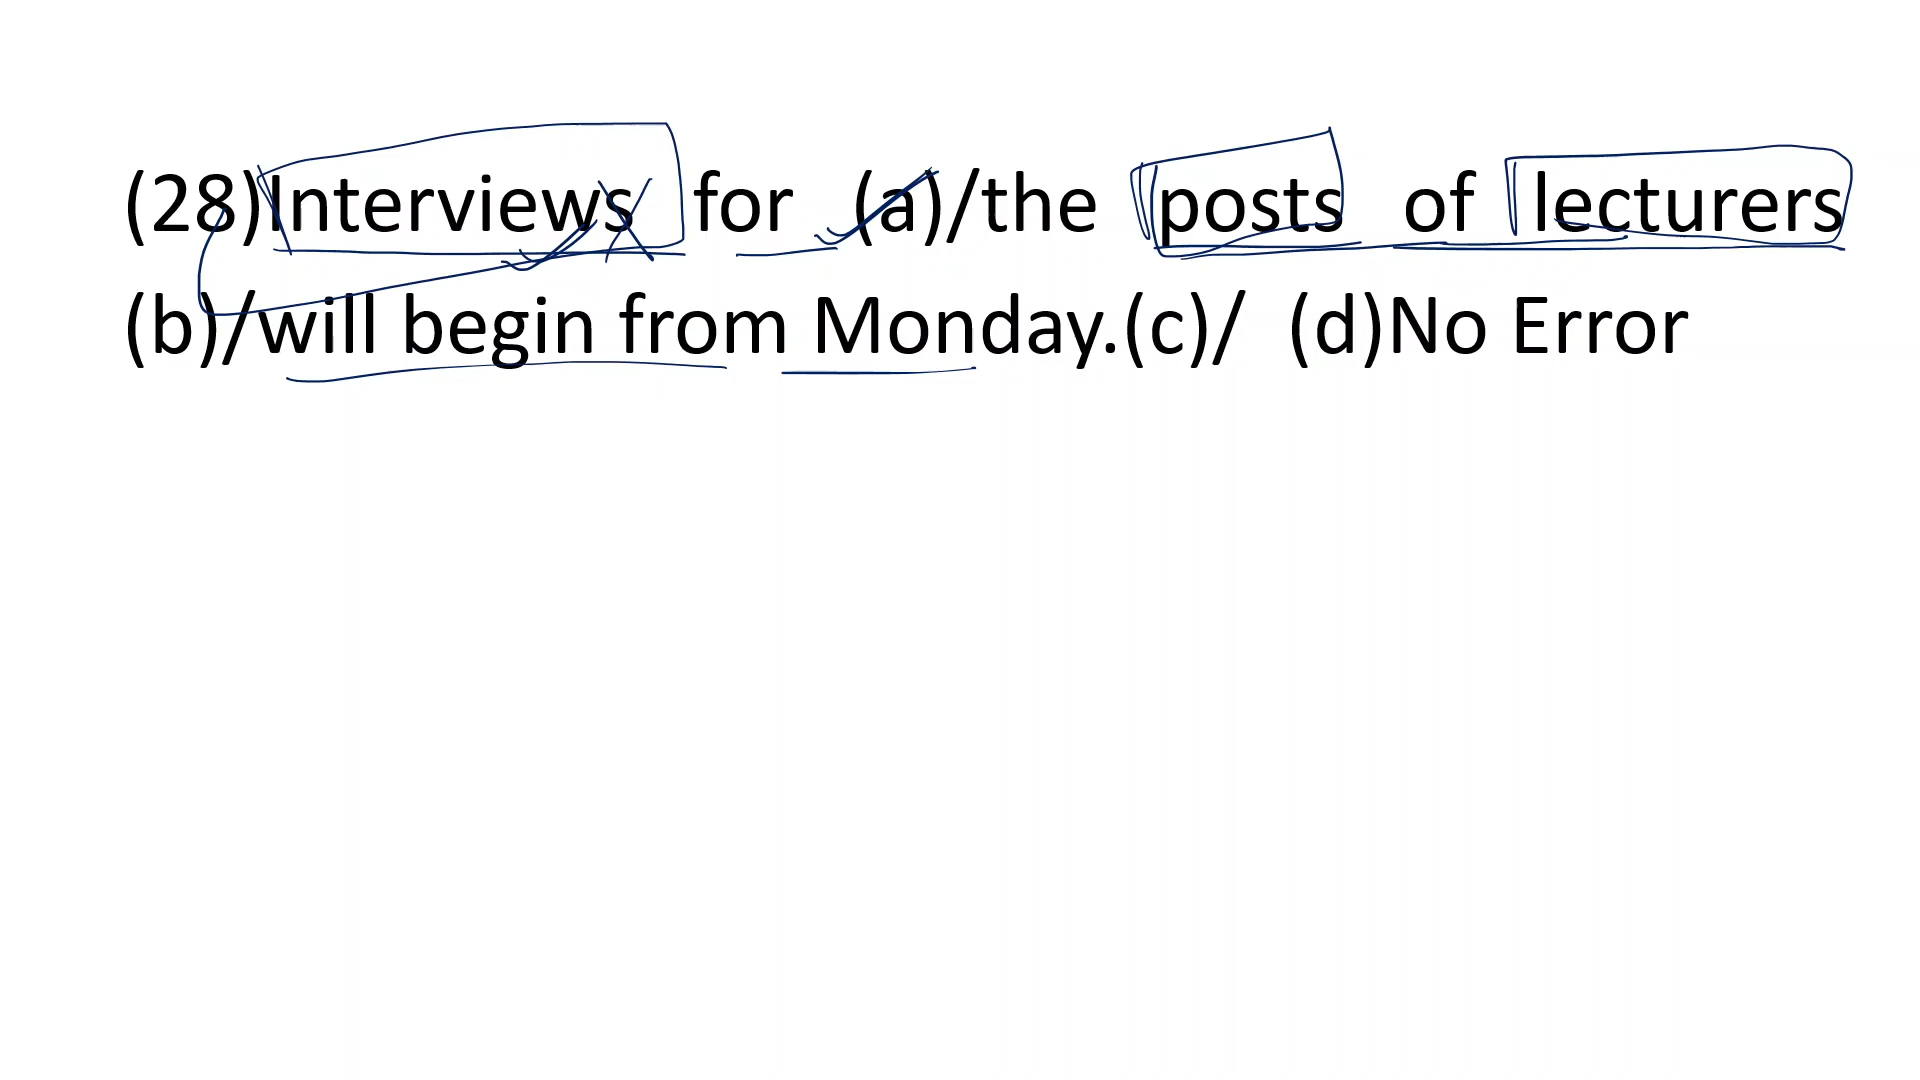 (28)Interviews for (a)/the posts of lecturers
(b)/will begin from Monday.(c)/ (d)No Error